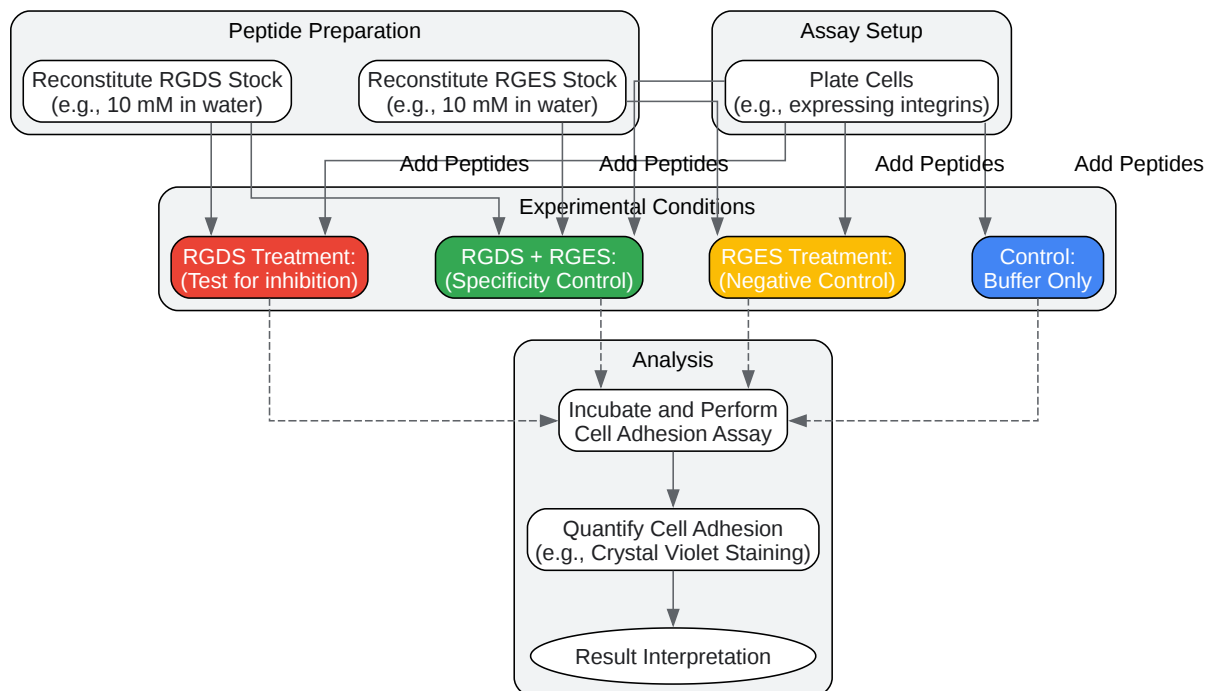 Peptide Preparation
Assay Setup
Reconstitute RGDS Stock
(e.g., 10 mM in water)
Reconstitute RGES Stock
(e.g., 10 mM in water)
Plate Cells
(e.g., expressing integrins)
Add Peptides
Add Peptides
Add Peptides
Add Peptides
Experimental Conditions
RGDS Treatment:
(Test for inhibition)
RGDS + RGES:
(Specificity Control)
RGES Treatment:
(Negative Control)
Control:
Buffer Only
Analysis
Incubate and Perform
Cell Adhesion Assay
Quantify Cell Adhesion
(e.g., Crystal Violet Staining)
Result Interpretation